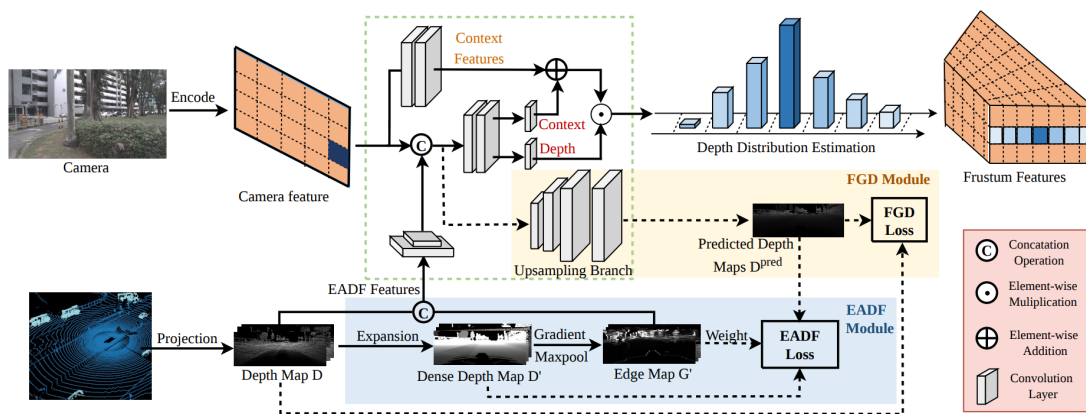 Camera
Encode
Camera feature
Context
Features
C
Context
Depth
Depth Distribution Estimation
Frustum Features
FGD Module
Upsampling Branch
Predicted Depth
Maps Dpred
FGD
Loss
EADF Features
C
EADF
Module
Projection
Depth Map D
Expansion
Dense Depth Map D'
Gradient
Maxpool
Edge Map G'
Weight
EADF
Loss
C
Concatation
Operation
Element-wise
Muliplication
Element-wise
Addition
Convolution
Layer